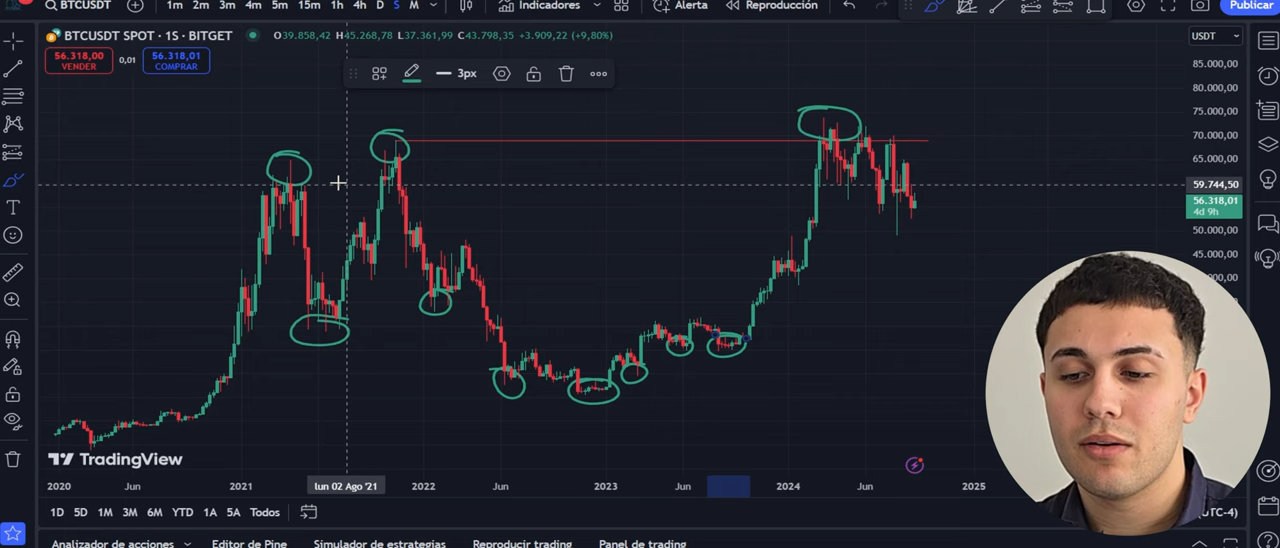 BTCUSDT
1m 2m 3m 4m 5m 15m 1h 4h D S M
Indicadores
Alerta
Reproducción
Publicar
BTCUSDT SPOT · 1S · BITGET
O39.858,42 H45.268,78 L37.361,99 C43.798,35 +3.909,22 (+9,80%)
USDT
56.318,00
VENDER
0,01
56.318,01
COMPRAR
3px
85.000,00
80.000,00
75.000,00
70.000,00
65.000,00
59.744,50
56.318,01
4d 9h
50.000,00
45.000,00
TradingView
2020 Jun 2021 lun 02 Ago '21 2022 Jun 2023 Jun 2024 Jun 2025
1D 5D 1M 3M 6M YTD 1A 5A Todos
(UTC-4)
Analizador de acciones Editor de Pine Simulador de estrategias Reproducir trading Panel de trading